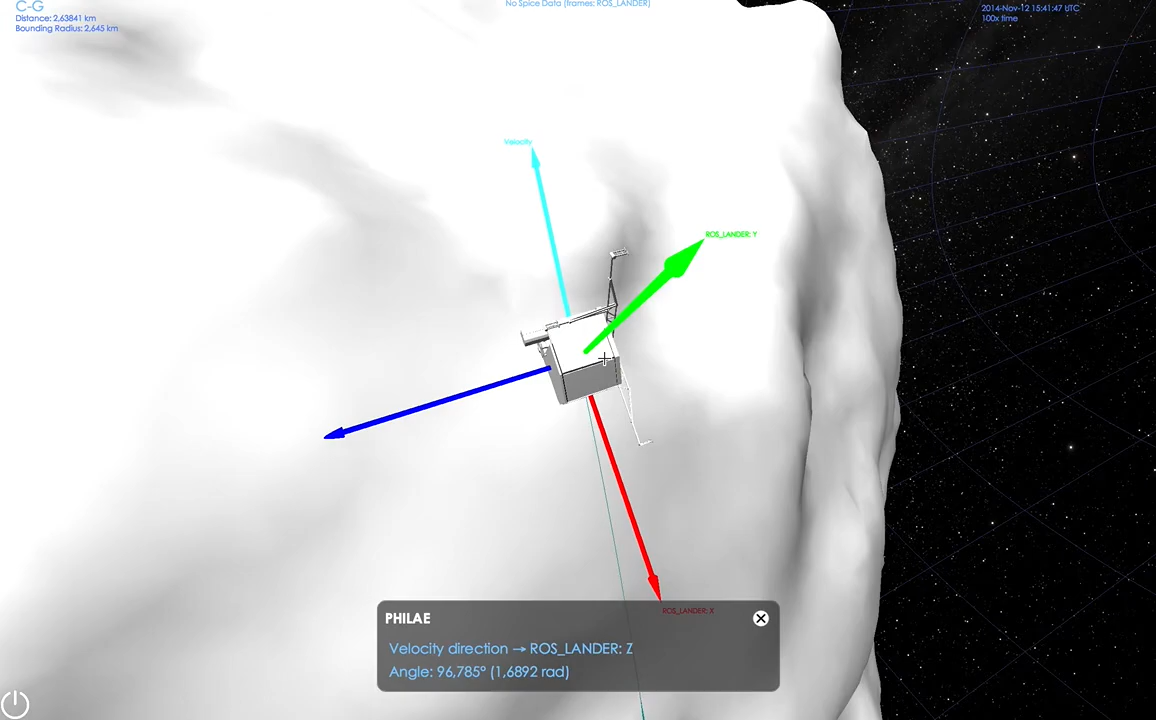 C-G
Distance: 2,63841 km
Bounding Radius: 2,645 km
No Spice Data (frames: ROS_LANDER)
2014-Nov-12 15:41:47 UTC
100x time
Velocity
ROS_LANDER: Y
ROS_LANDER: X
PHILAE
Velocity direction → ROS_LANDER: Z
Angle: 96,785° (1,6892 rad)